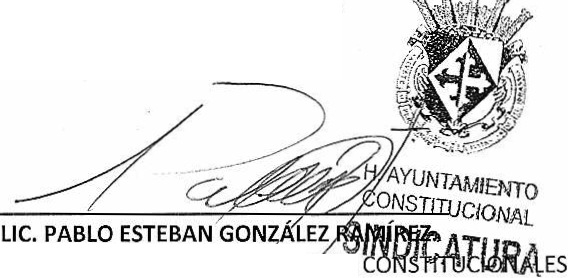 H. AYUNTAMIENTO
CONSTITUCIONAL
LIC. PABLO ESTEBAN GONZÁLEZ RAMÍREZ.
SINDICATURA
CONSTITUCIONALES